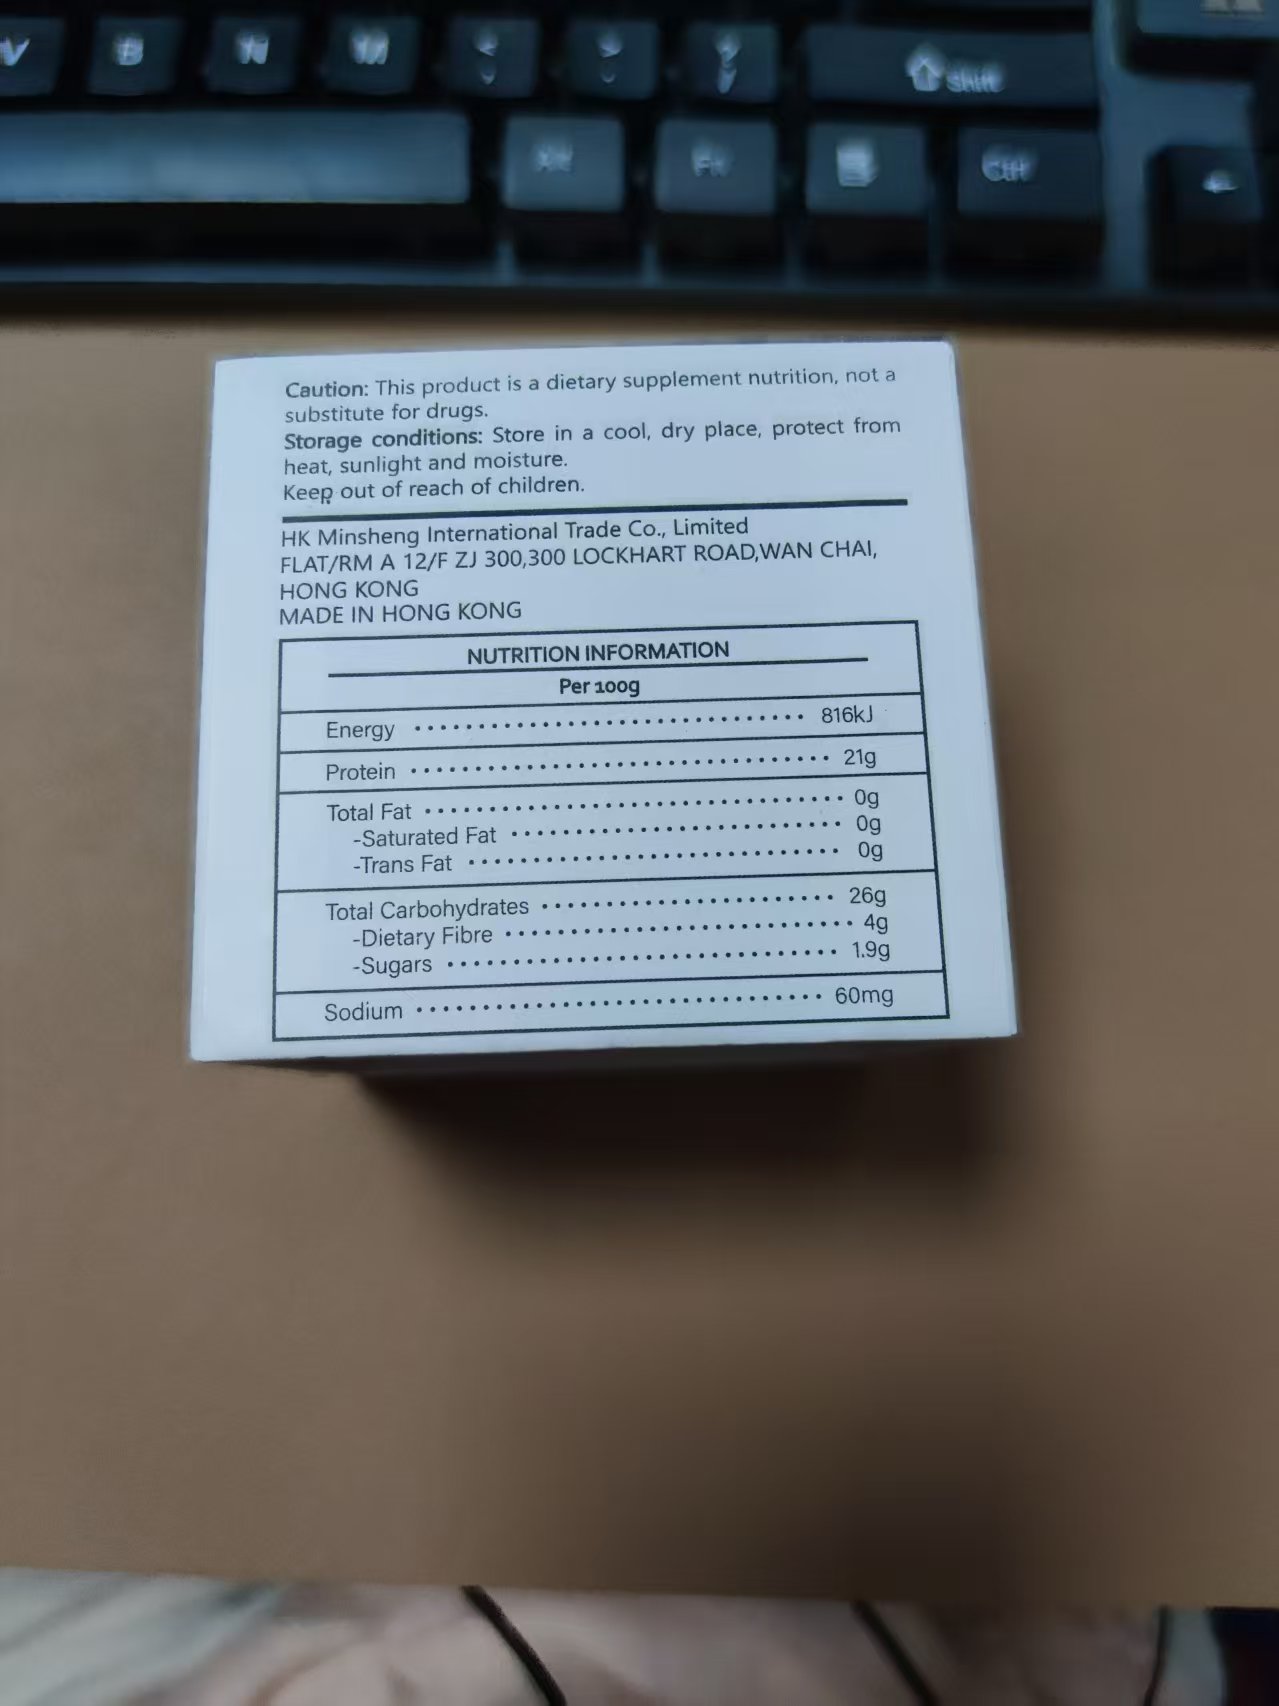 V B N M < > ? Shift
Alt Fn Ctrl
Caution: This product is a dietary supplement nutrition, not a
substitute for drugs.
Storage conditions: Store in a cool, dry place, protect from
heat, sunlight and moisture.
Keep out of reach of children.
HK Minsheng International Trade Co., Limited
FLAT/RM A 12/F ZJ 300,300 LOCKHART ROAD,WAN CHAI,
HONG KONG
MADE IN HONG KONG
NUTRITION INFORMATION
Per 100g
Energy 816kJ
Protein 21g
Total Fat 0g
-Saturated Fat 0g
-Trans Fat 0g
Total Carbohydrates 26g
-Dietary Fibre 4g
-Sugars 1.9g
Sodium 60mg